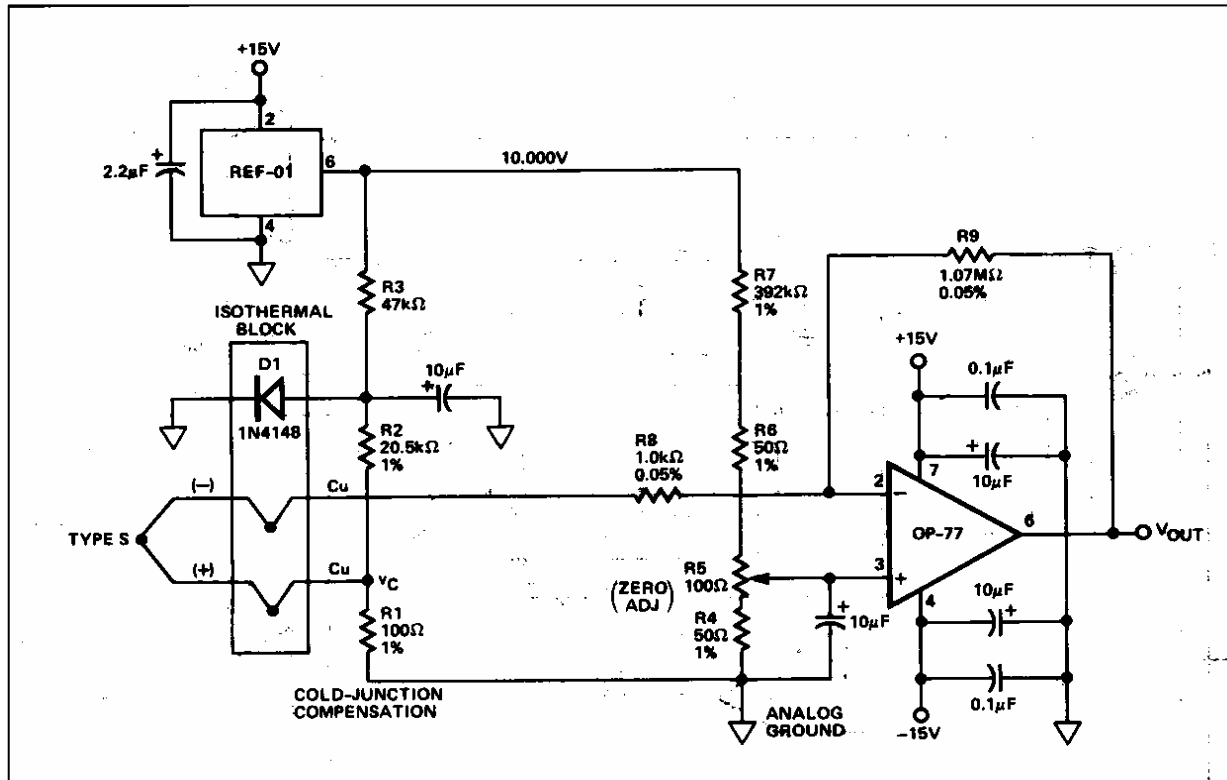 +15V
2
2.2µF
+
REF-01
6
10.000V
4
R3
47kΩ
R7
392kΩ
1%
R9
1.07MΩ
0.05%
ISOTHERMAL
BLOCK
D1
1N4148
10µF
+
+15V
0.1µF
R2
20.5kΩ
1%
R8
1.0kΩ
0.05%
R6
50Ω
1%
+
10µF
7
(−)
Cu
2
−
OP-77
6
VOUT
TYPE S
(+)
Cu
VC
R5
100Ω
(ZERO
ADJ)
3
+
4
R1
100Ω
1%
R4
50Ω
1%
+
10µF
10µF
+
COLD-JUNCTION
COMPENSATION
ANALOG
GROUND
0.1µF
−15V